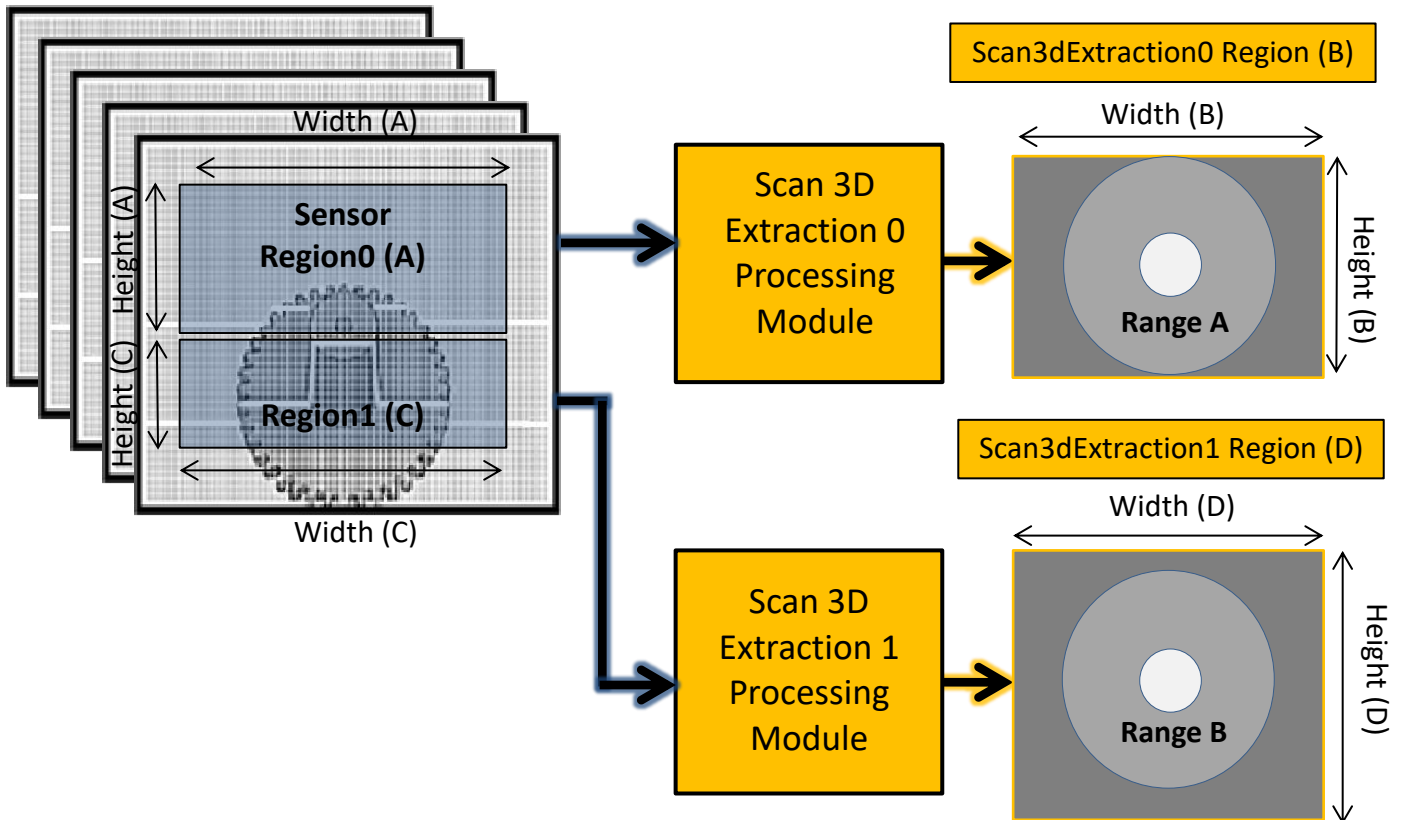 Width (A)
Height (A)
Sensor
Region0 (A)
Height (C)
Region1 (C)
Width (C)
Scan 3D
Extraction 0
Processing
Module
Scan3dExtraction0 Region (B)
Width (B)
Height (B)
Range A
Scan 3D
Extraction 1
Processing
Module
Scan3dExtraction1 Region (D)
Width (D)
Height (D)
Range B